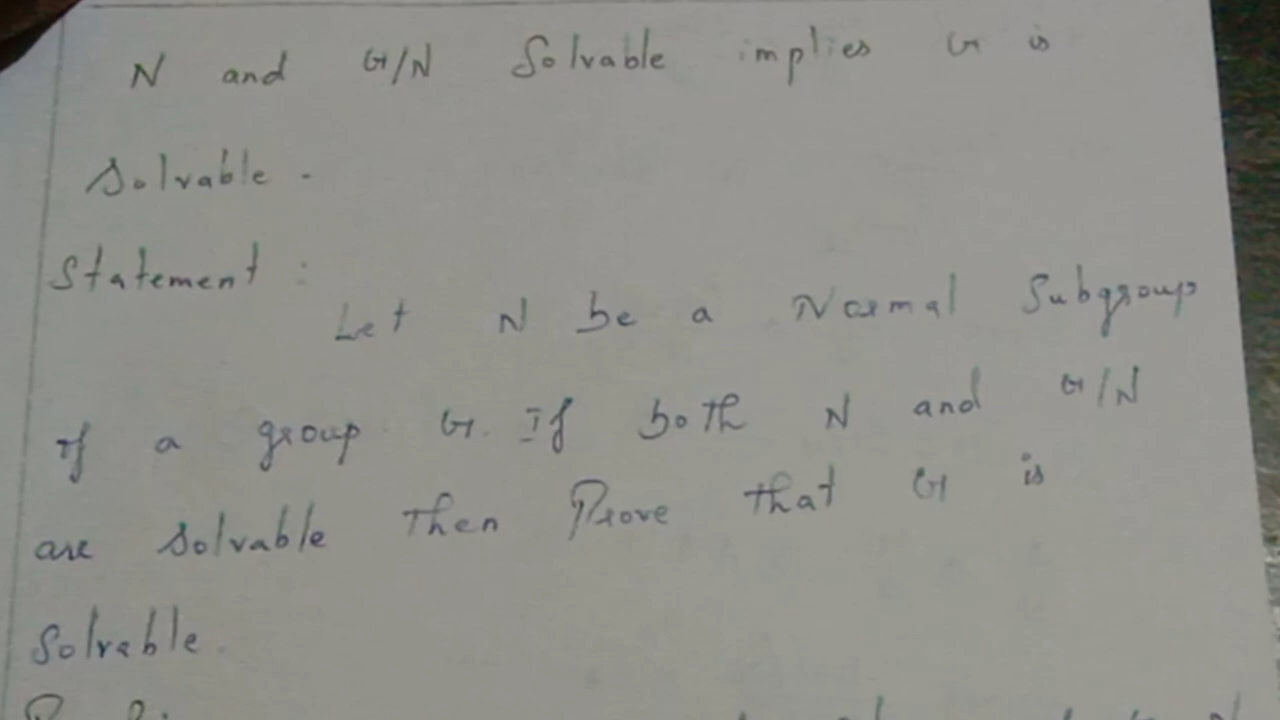 N and G/N Solvable implies G is
Solvable.
Statement:
Let N be a Normal Subgroup
of a group G. If both N and G/N
are solvable then Prove that G is
Solvable.